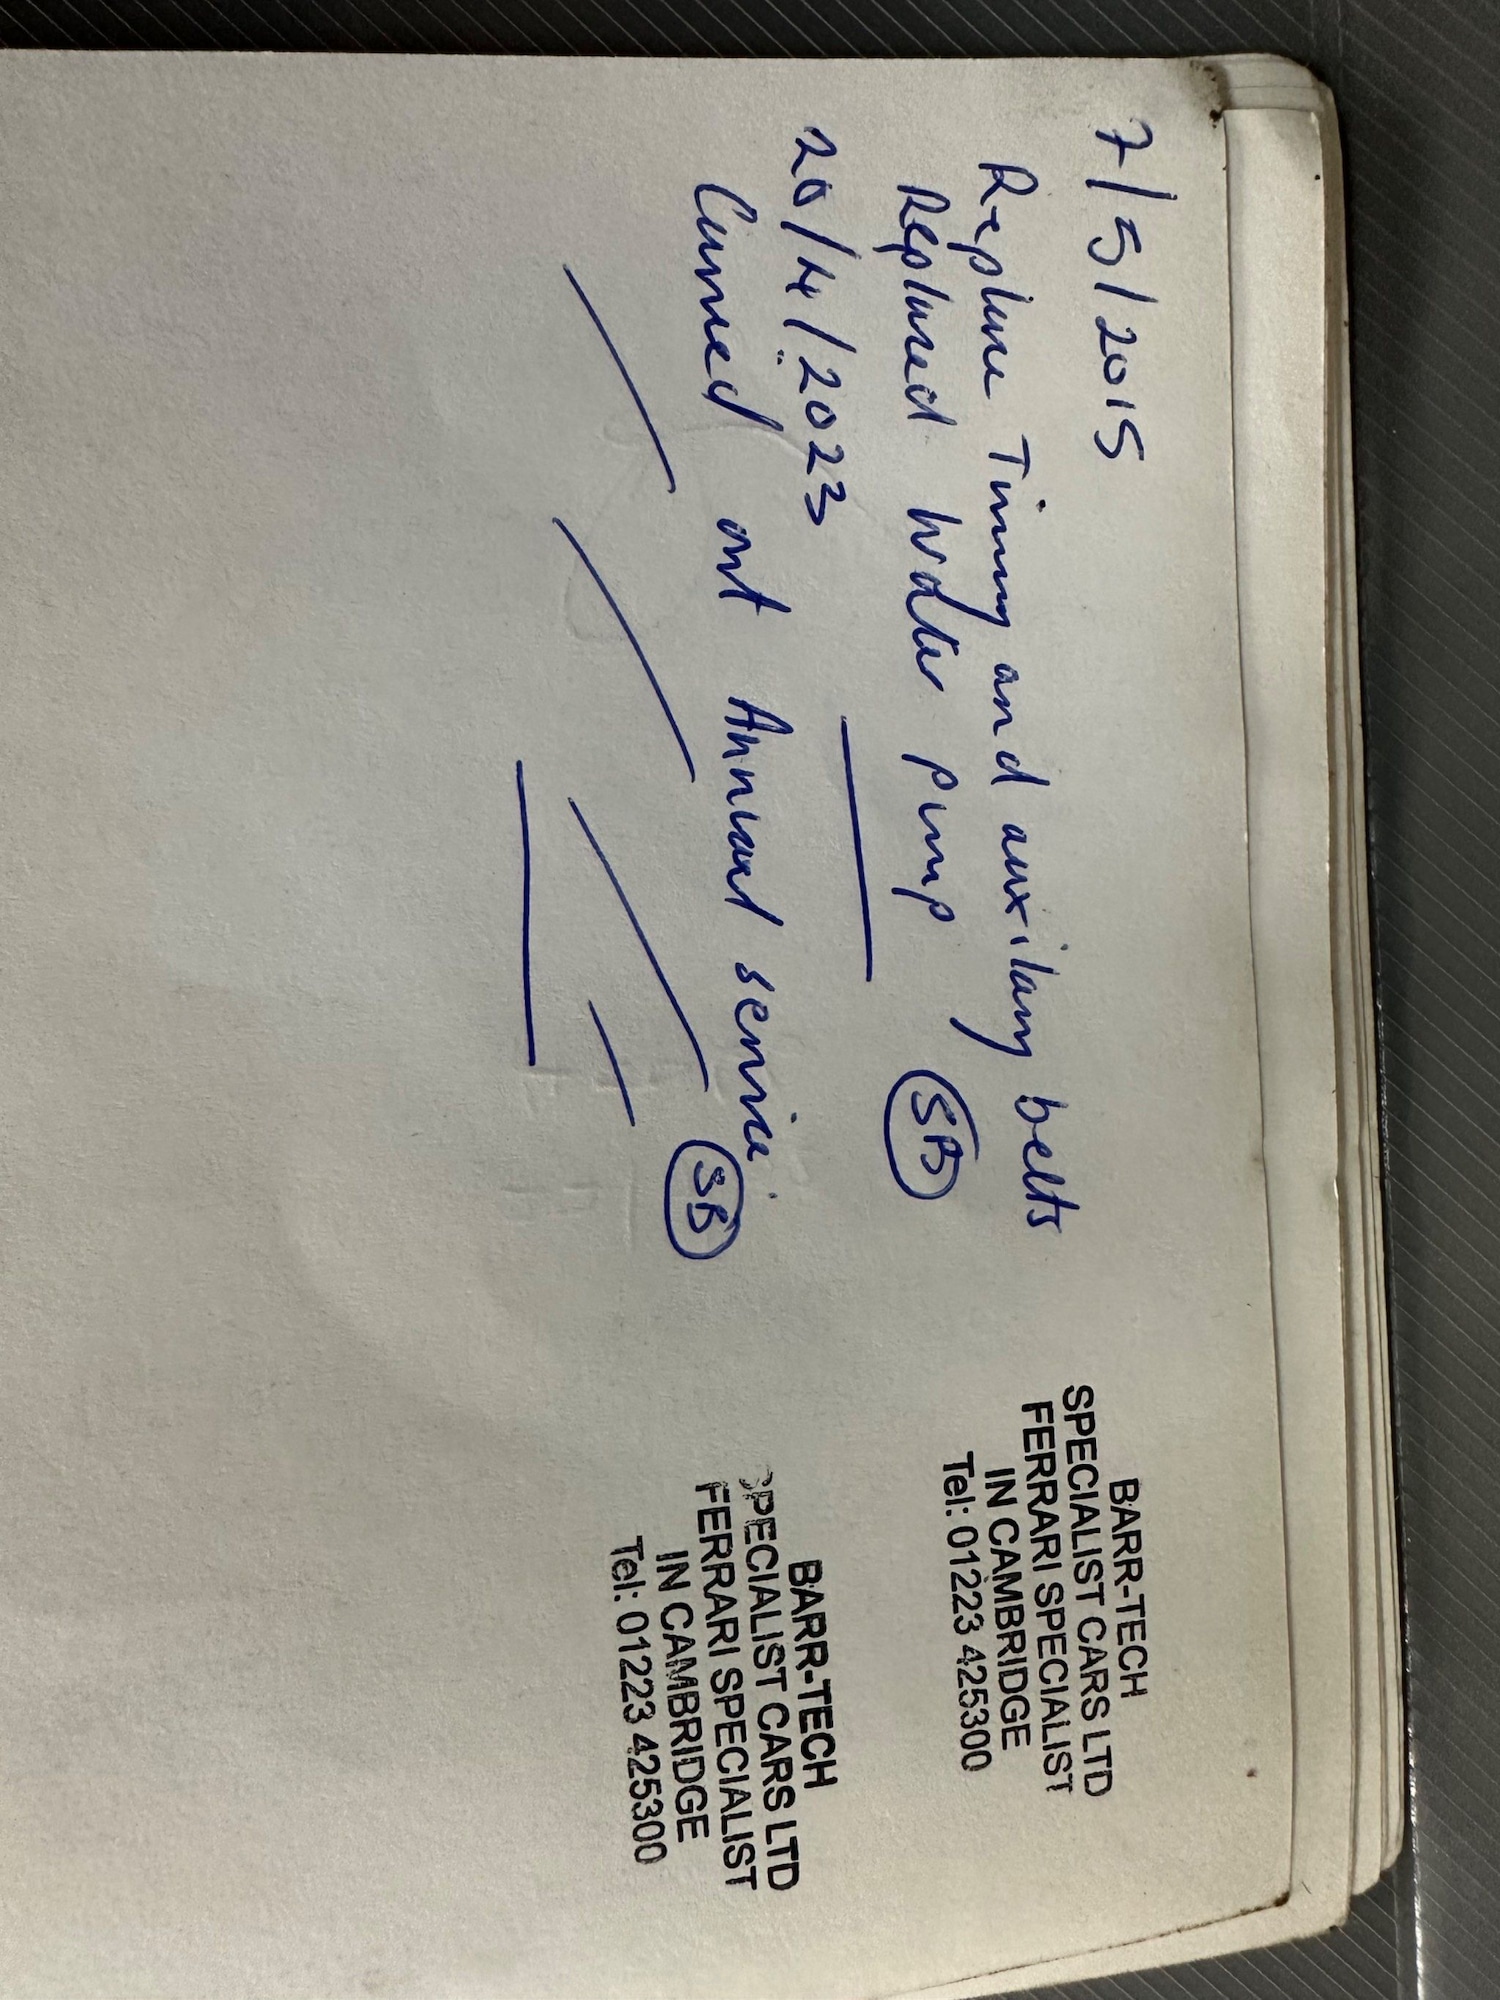 7/5/2015
Replace Timing and auxilary belts
Replaced water pump
SB
BARR-TECH
SPECIALIST CARS LTD
FERRARI SPECIALIST
IN CAMBRIDGE
Tel: 01223 425300
20/4/2023
Carried out Annual service
SB
BARR-TECH
SPECIALIST CARS LTD
FERRARI SPECIALIST
IN CAMBRIDGE
Tel: 01223 425300